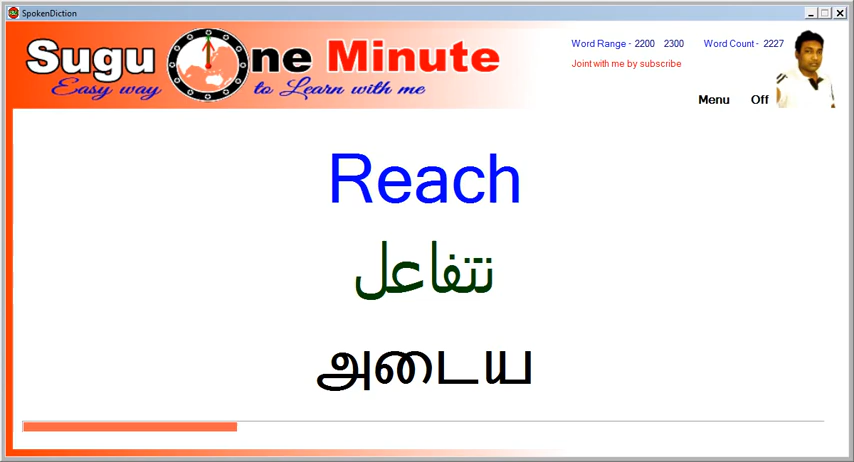 SpokenDiction
Sugu One Minute
Easy way to Learn with me
Word Range - 2200 2300 Word Count - 2227
Joint with me by subscribe
Menu Off
Reach
نتتفاعل
அடைய